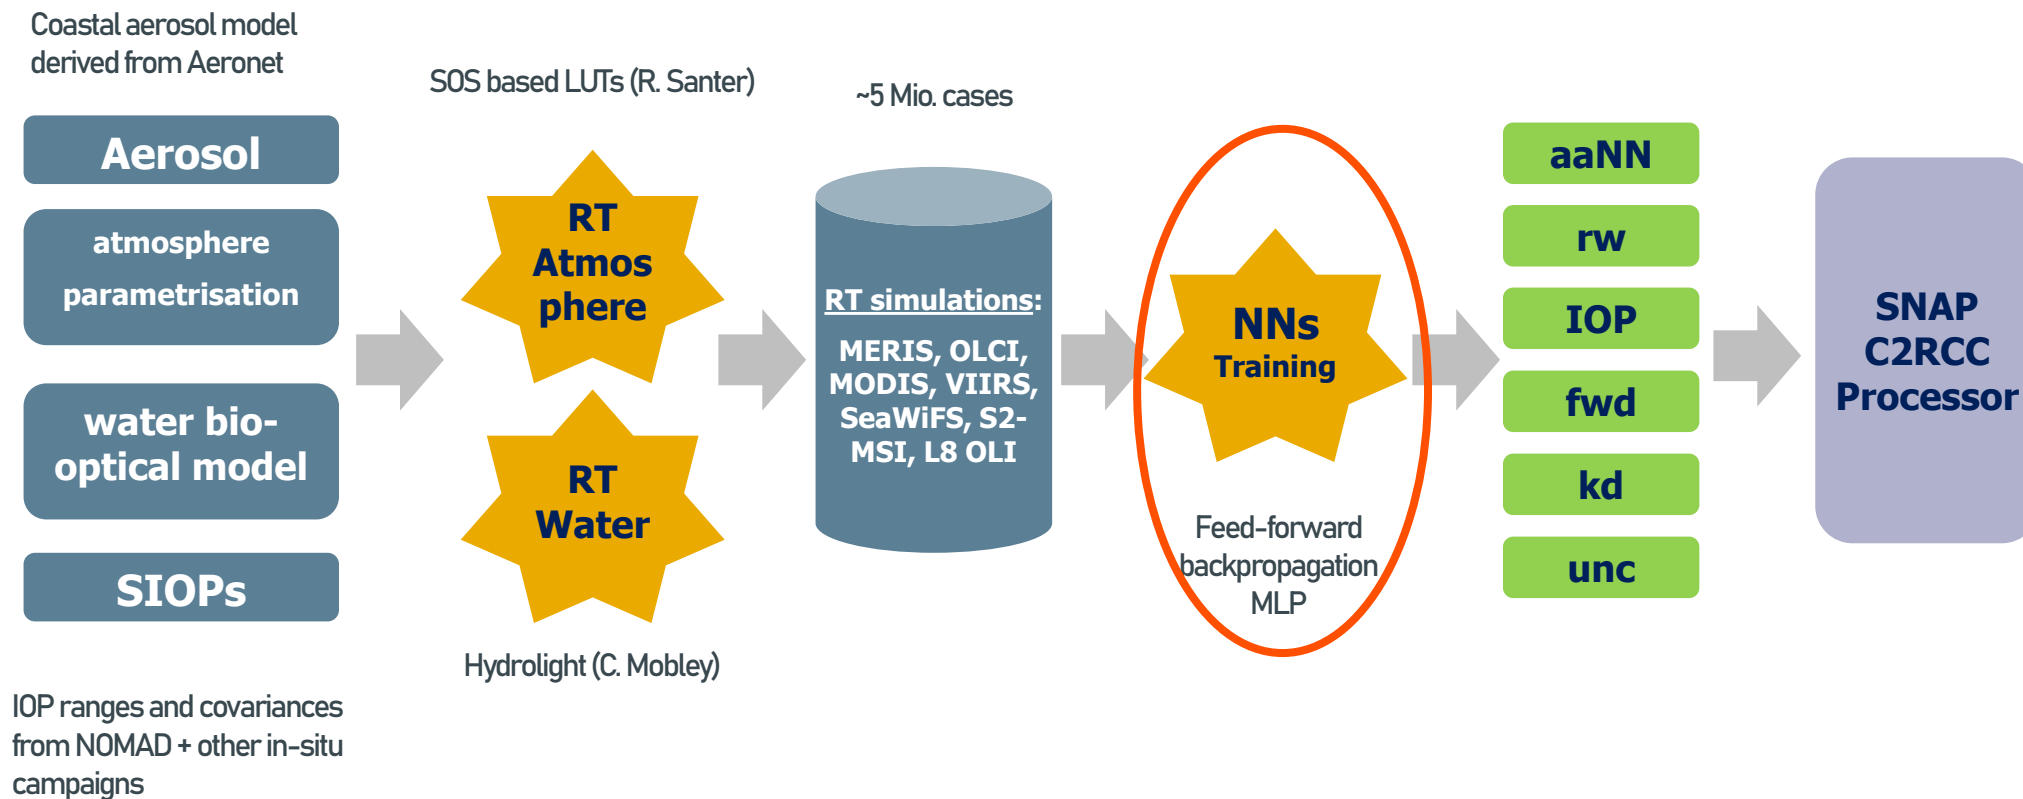 Coastal aerosol model
derived from Aeronet
Aerosol
atmosphere
parametrisation
water bio-
optical model
SIOPs
IOP ranges and covariances
from NOMAD + other in-situ
campaigns
SOS based LUTs (R. Santer)
RT
Atmos
phere
RT
Water
Hydrolight (C. Mobley)
~5 Mio. cases
RT simulations:
MERIS, OLCI,
MODIS, VIIRS,
SeaWiFS, S2-
MSI, L8 OLI
NNs
Training
Feed-forward
backpropagation
MLP
aaNN
rw
IOP
fwd
kd
unc
SNAP
C2RCC
Processor